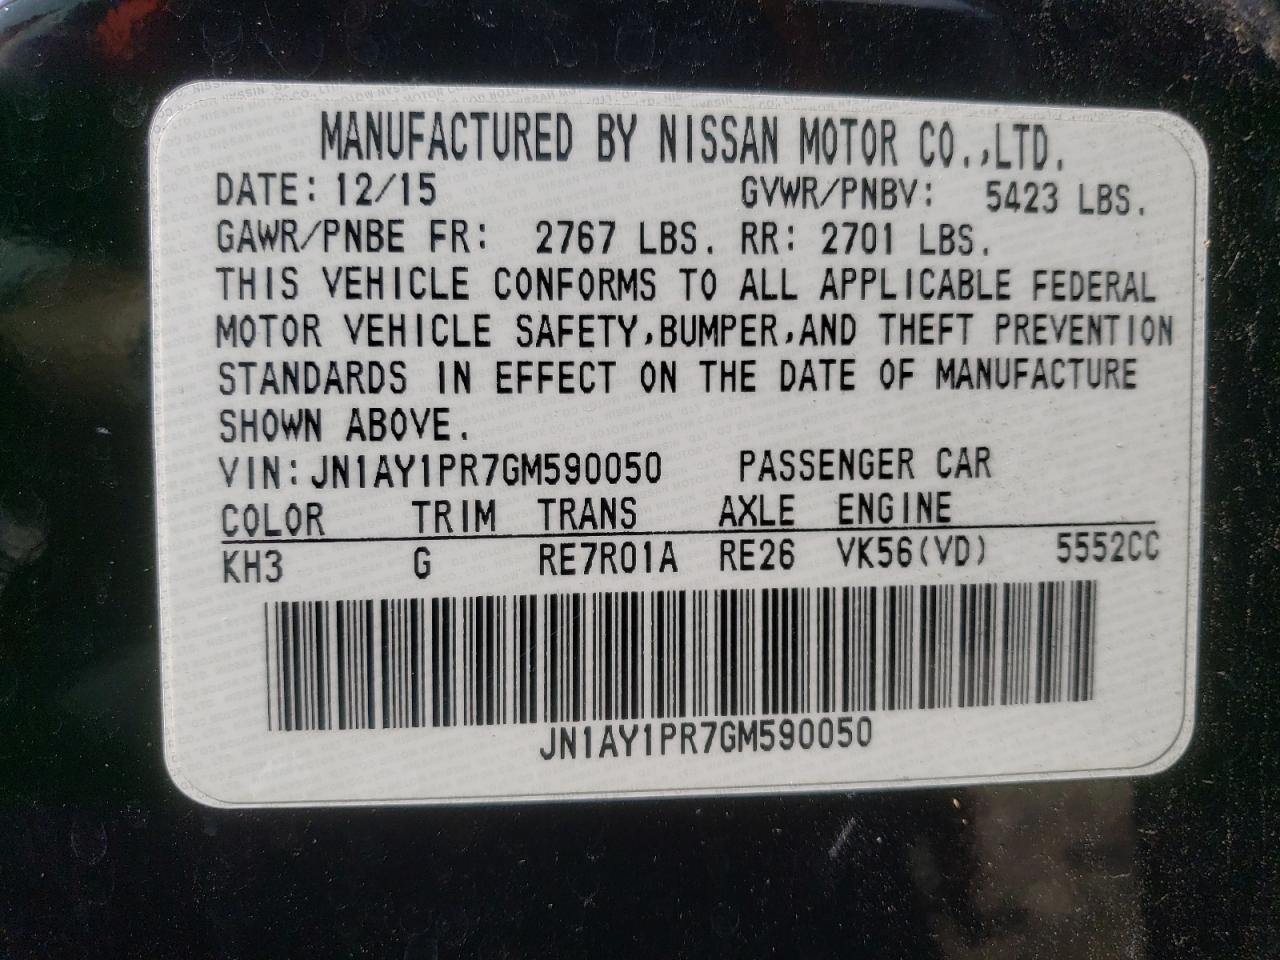 MANUFACTURED BY NISSAN MOTOR CO.,LTD.
DATE: 12/15 GVWR/PNBV: 5423 LBS.
GAWR/PNBE FR: 2767 LBS. RR: 2701 LBS.
THIS VEHICLE CONFORMS TO ALL APPLICABLE FEDERAL
MOTOR VEHICLE SAFETY,BUMPER,AND THEFT PREVENTION
STANDARDS IN EFFECT ON THE DATE OF MANUFACTURE
SHOWN ABOVE.
VIN:JN1AY1PR7GM590050 PASSENGER CAR
COLOR TRIM TRANS AXLE ENGINE
KH3 G RE7R01A RE26 VK56(VD) 5552CC
JN1AY1PR7GM590050